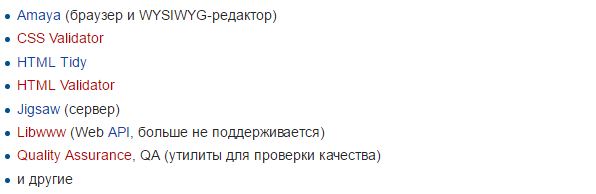 Amaya (браузер и WYSIWYG-редактор)
CSS Validator
HTML Tidy
HTML Validator
Jigsaw (сервер)
Libwww (Web API, больше не поддерживается)
Quality Assurance, QA (утилиты для проверки качества)
и другие